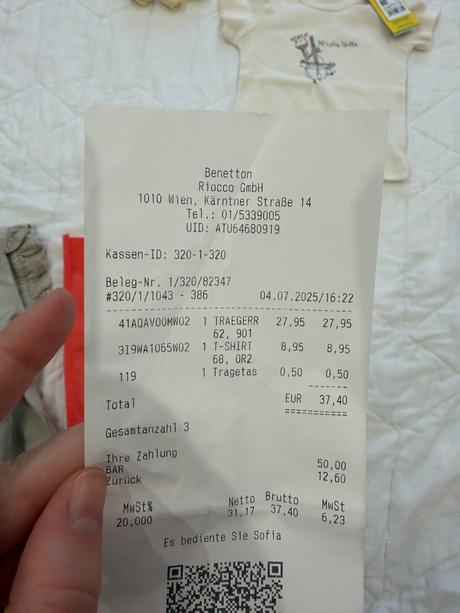 Benetton
Riocco GmbH
1010 Wien, Kärntner Straße 14
Tel.: 01/5339005
UID: ATU64680919
Kassen-ID: 320-1-320
Beleg-Nr. 1/320/82347
#320/1/1043 - 386 04.07.2025/16:22
41AQAV00MW02 1 TRAEGERR 27,95 27,95
62, 901
3I9WA1065W02 1 T-SHIRT 8,95 8,95
68, 0R2
119 1 Tragetas 0,50 0,50
Total EUR 37,40
Gesamtanzahl 3
Ihre Zahlung
BAR 50,00
Zurück 12,60
MwSt% Netto Brutto MwSt
20,000 31,17 37,40 6,23
Es bediente Sie Sofia